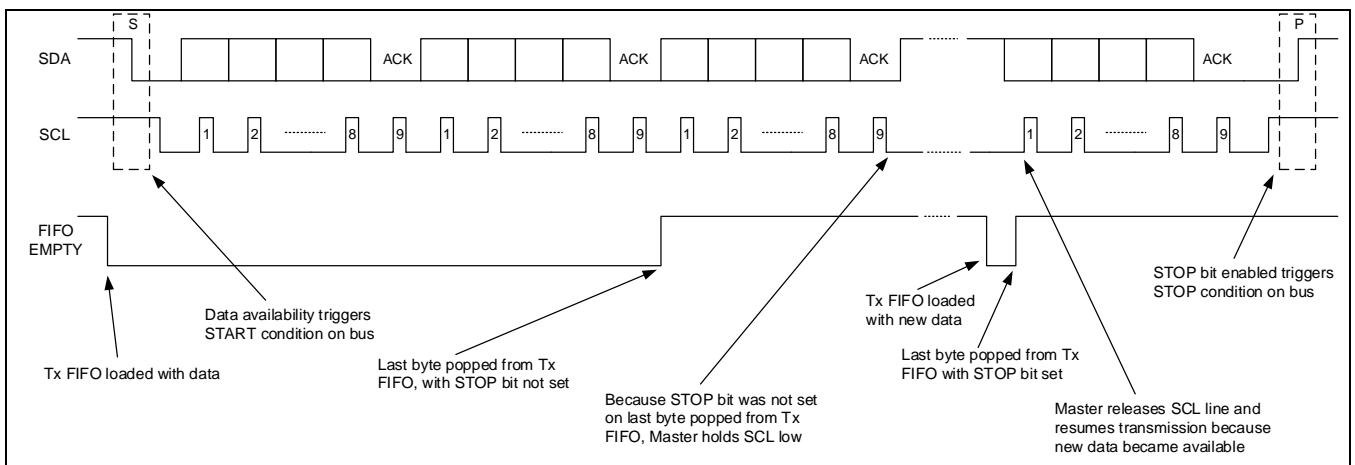 S
P
SDA
ACK
ACK
ACK
ACK
SCL
1 2 8 9 1 2 8 9 1 2 8 9 1 2 8 9
FIFO
EMPTY
Tx FIFO loaded with data
Data availability triggers
START condition on bus
Last byte popped from Tx
FIFO, with STOP bit not set
Because STOP bit was not set
on last byte popped from Tx
FIFO, Master holds SCL low
Tx FIFO loaded
with new data
Last byte popped from Tx
FIFO with STOP bit set
Master releases SCL line and
resumes transmission because
new data became available
STOP bit enabled triggers
STOP condition on bus